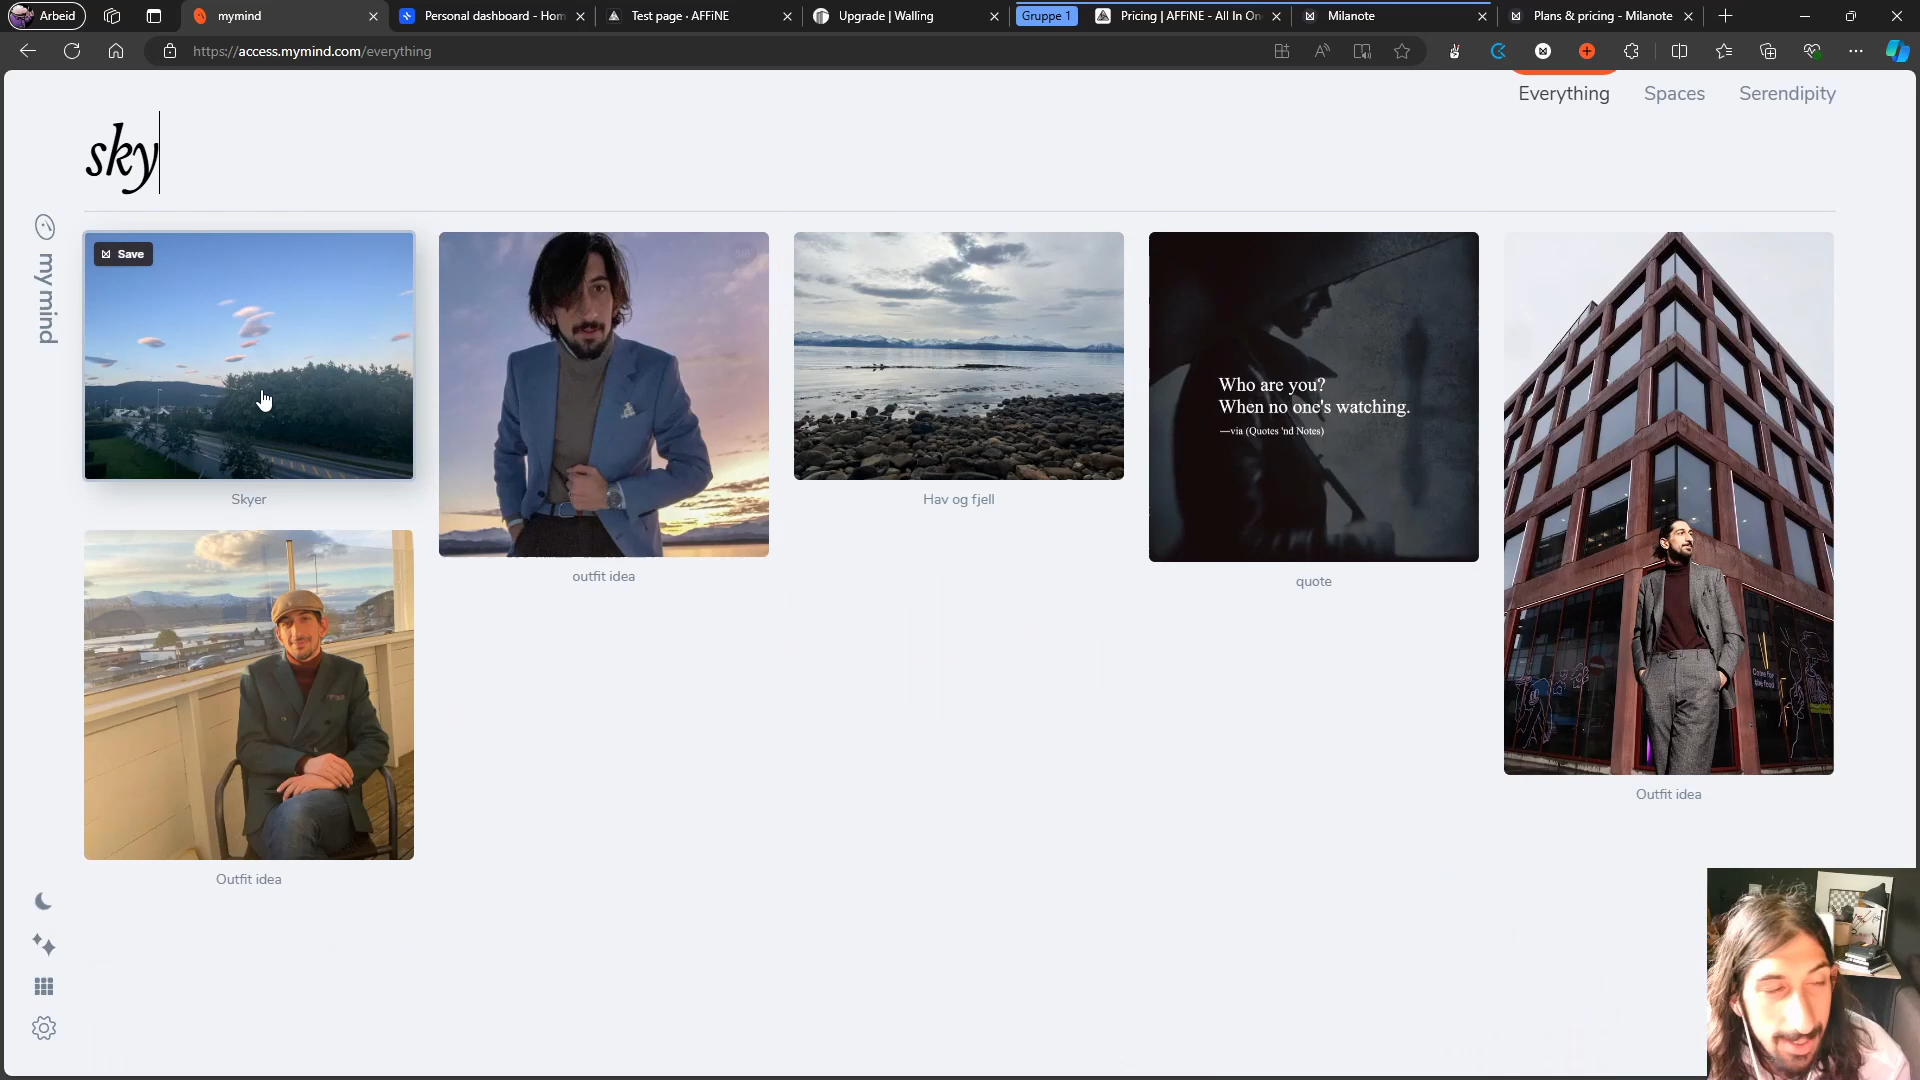 Arbeid
mymind
Personal dashboard - Hom
Test page · AFFiNE
Upgrade | Walling
Gruppe 1
Pricing | AFFiNE - All In On
Milanote
Plans & pricing - Milanote
https://access.mymind.com/everything
Everything
Spaces
Serendipity
sky
my mind
Save
Who are you?
When no one's watching.
—via (Quotes 'nd Notes)
Skyer
outfit idea
Hav og fjell
quote
Outfit idea
Outfit idea